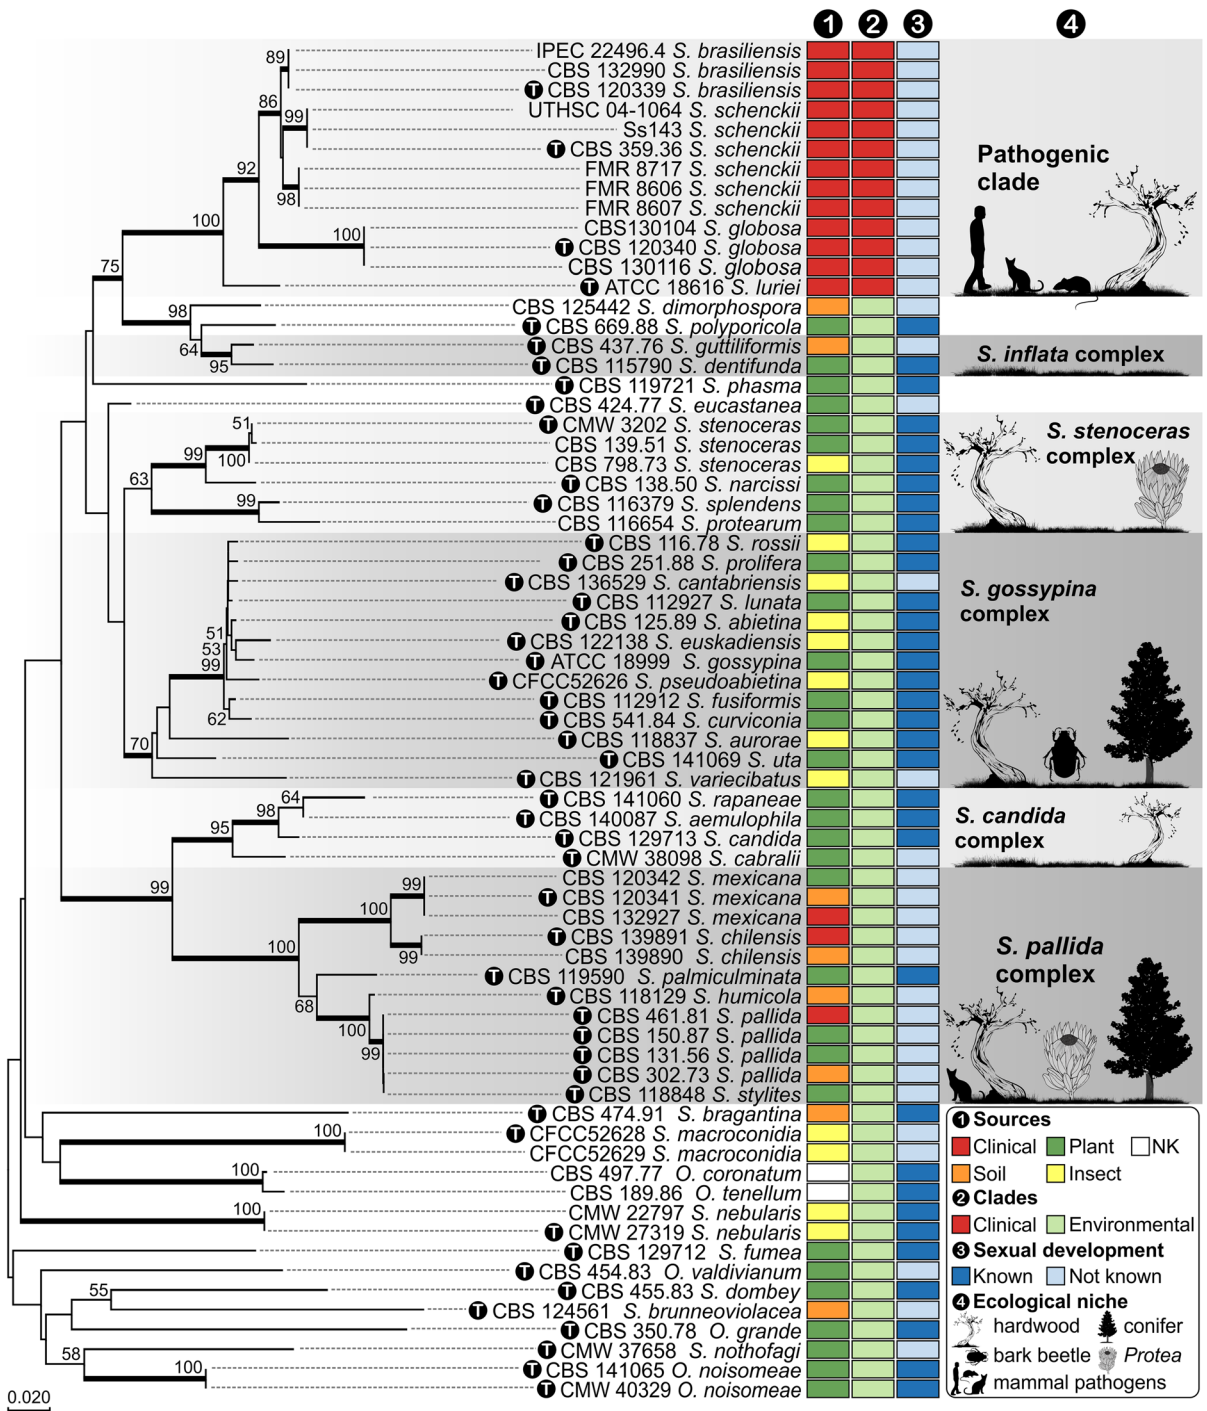 1 2 3 4
IPEC 22496.4 S. brasiliensis
CBS 132990 S. brasiliensis
T CBS 120339 S. brasiliensis
UTHSC 04-1064 S. schenckii
Ss143 S. schenckii
T CBS 359.36 S. schenckii
FMR 8717 S. schenckii
FMR 8606 S. schenckii
FMR 8607 S. schenckii
CBS130104 S. globosa
T CBS 120340 S. globosa
CBS 130116 S. globosa
T ATCC 18616 S. luriei
CBS 125442 S. dimorphospora
T CBS 669.88 S. polyporicola
T CBS 437.76 S. guttiliformis
T CBS 115790 S. dentifunda
T CBS 119721 S. phasma
T CBS 424.77 S. eucastanea
T CMW 3202 S. stenoceras
CBS 139.51 S. stenoceras
CBS 798.73 S. stenoceras
T CBS 138.50 S. narcissi
T CBS 116379 S. splendens
CBS 116654 S. protearum
T CBS 116.78 S. rossii
T CBS 251.88 S. prolifera
T CBS 136529 S. cantabriensis
T CBS 112927 S. lunata
T CBS 125.89 S. abietina
T CBS 122138 S. euskadiensis
T ATCC 18999 S. gossypina
T CFCC52626 S. pseudoabietina
T CBS 112912 S. fusiformis
T CBS 541.84 S. curviconia
T CBS 118837 S. aurorae
T CBS 141069 S. uta
T CBS 121961 S. variecibatus
T CBS 141060 S. rapaneae
T CBS 140087 S. aemulophila
T CBS 129713 S. candida
T CMW 38098 S. cabralii
CBS 120342 S. mexicana
T CBS 120341 S. mexicana
CBS 132927 S. mexicana
T CBS 139891 S. chilensis
CBS 139890 S. chilensis
T CBS 119590 S. palmiculminata
T CBS 118129 S. humicola
T CBS 461.81 S. pallida
T CBS 150.87 S. pallida
T CBS 131.56 S. pallida
T CBS 302.73 S. pallida
T CBS 118848 S. stylites
T CBS 474.91 S. bragantina
T CFCC52628 S. macroconidia
CFCC52629 S. macroconidia
CBS 497.77 O. coronatum
CBS 189.86 O. tenellum
CMW 22797 S. nebularis
T CMW 27319 S. nebularis
T CBS 129712 S. fumea
T CBS 454.83 O. valdivianum
T CBS 455.83 S. dombey
T CBS 124561 S. brunneoviolacea
T CBS 350.78 O. grande
T CMW 37658 S. nothofagi
T CBS 141065 O. noisomeae
T CMW 40329 O. noisomeae
89
86
99
92
98
100
100
75
98
64
95
51
99
100
63
99
51
53
99
62
70
64
98
95
99
99
100
99
100
68
100
99
100
100
100
55
58
100
0.020
Pathogenic
clade
S. inflata complex
S. stenoceras
complex
S. gossypina
complex
S. candida
complex
S. pallida
complex
1 Sources
Clinical Plant NK
Soil Insect
2 Clades
Clinical Environmental
3 Sexual development
Known Not known
4 Ecological niche
hardwood conifer
bark beetle Protea
mammal pathogens